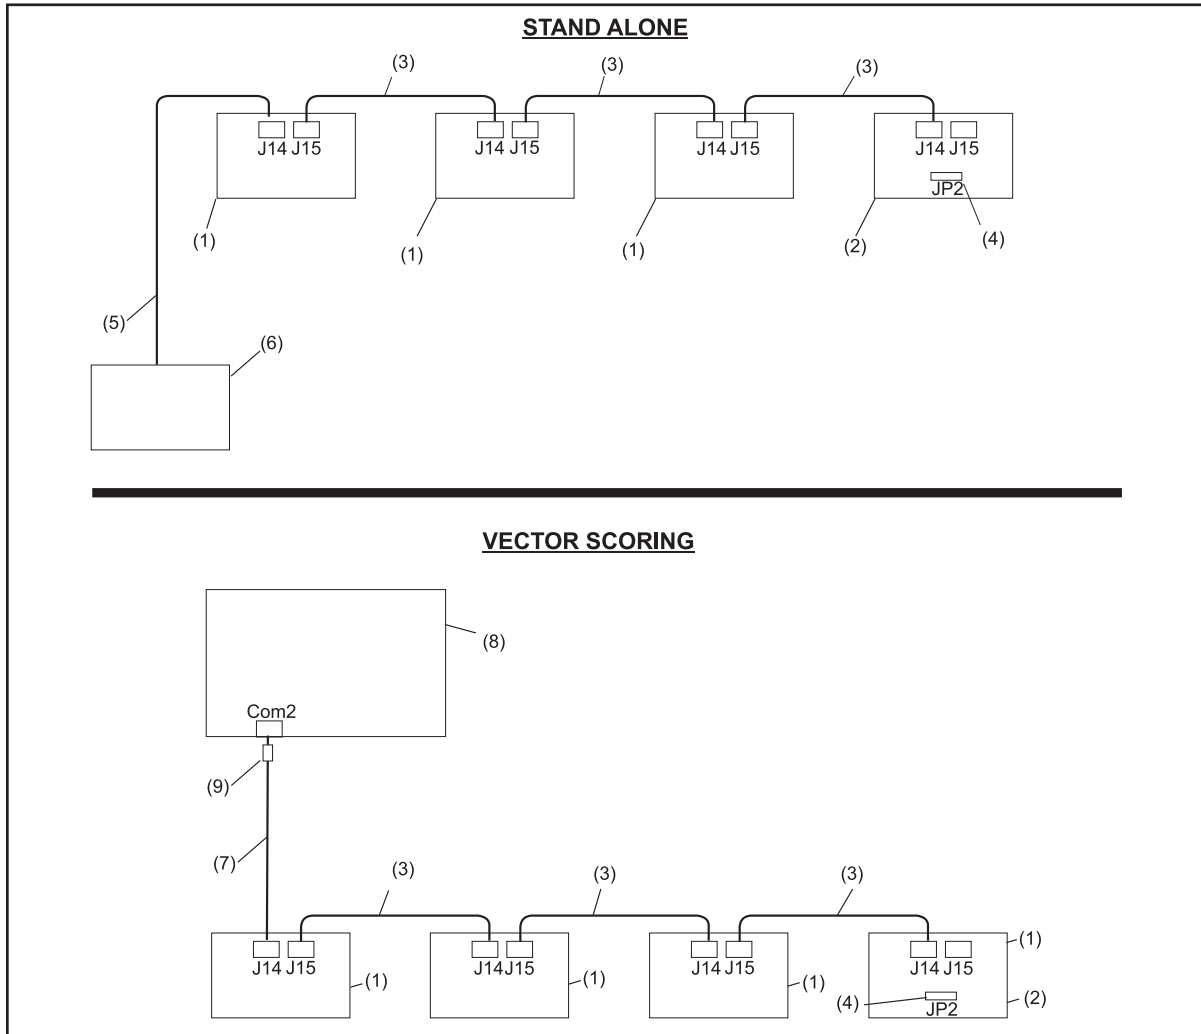 STAND ALONE
(3) (3) (3)
J14 J15 J14 J15 J14 J15 J14 J15
JP2
(1) (1) (1) (2) (4)
(5)
(6)
VECTOR SCORING
(8)
Com2
(9)
(7)
(3) (3) (3)
J14 J15 J14 J15 J14 J15 J14 J15
(1) (1) (1) (1)
(4) JP2 (2)